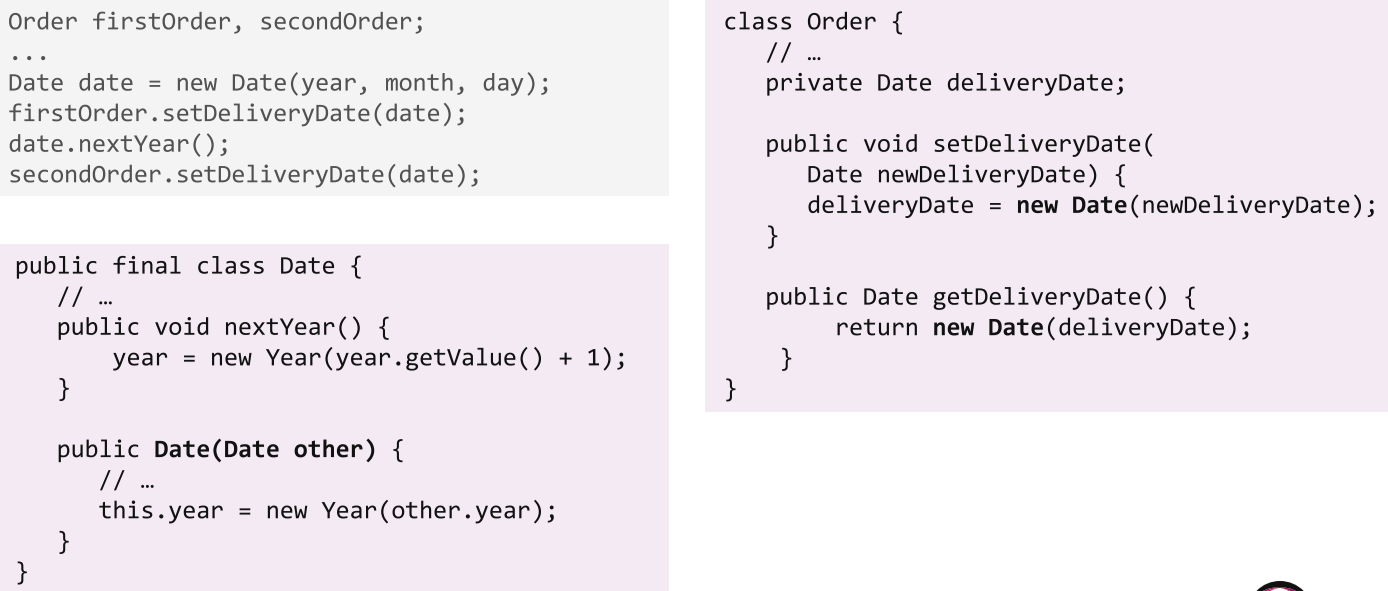 Order firstOrder, secondOrder;
...
Date date = new Date(year, month, day);
firstOrder.setDeliveryDate(date);
date.nextYear();
secondOrder.setDeliveryDate(date);
public final class Date {
   // …
   public void nextYear() {
       year = new Year(year.getValue() + 1);
   }
   public Date(Date other) {
      // …
      this.year = new Year(other.year);
   }
}
class Order {
   // …
   private Date deliveryDate;
   public void setDeliveryDate(
      Date newDeliveryDate) {
      deliveryDate = new Date(newDeliveryDate);
   }
   public Date getDeliveryDate() {
        return new Date(deliveryDate);
    }
}